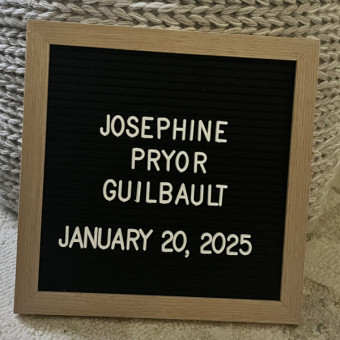 JOSEPHINE
PRYOR
GUILBAULT
JANUARY 20, 2025